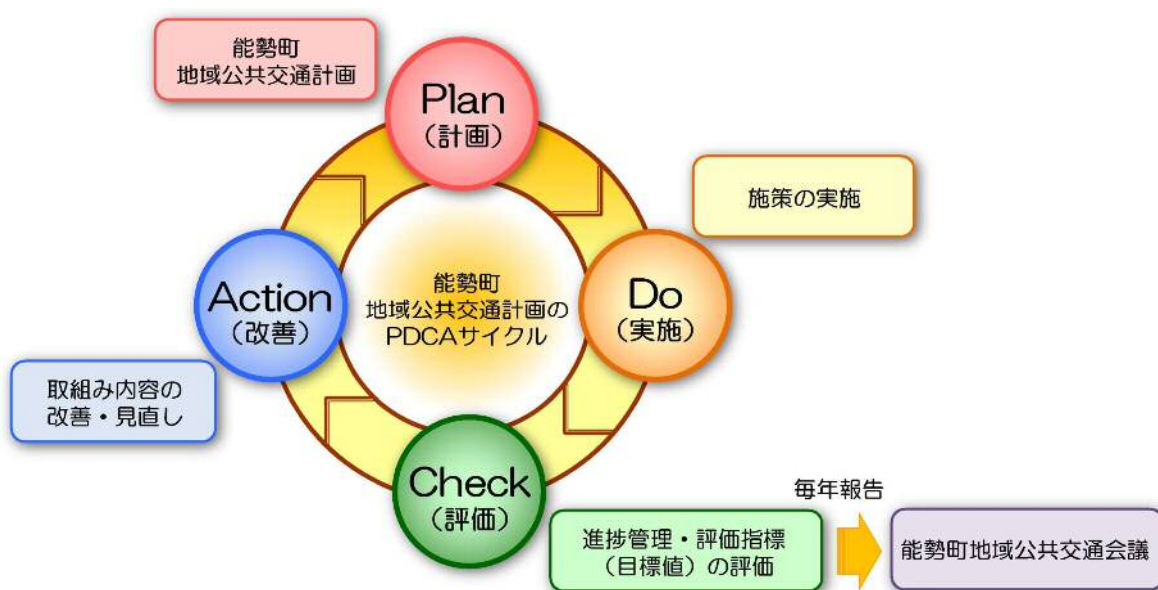 能勢町
地域公共交通計画
Plan
（計画）
施策の実施
Do
（実施）
能勢町
地域公共交通計画の
PDCAサイクル
Action
（改善）
取組み内容の
改善・見直し
Check
（評価）
進捗管理・評価指標
（目標値）の評価
毎年報告
能勢町地域公共交通会議